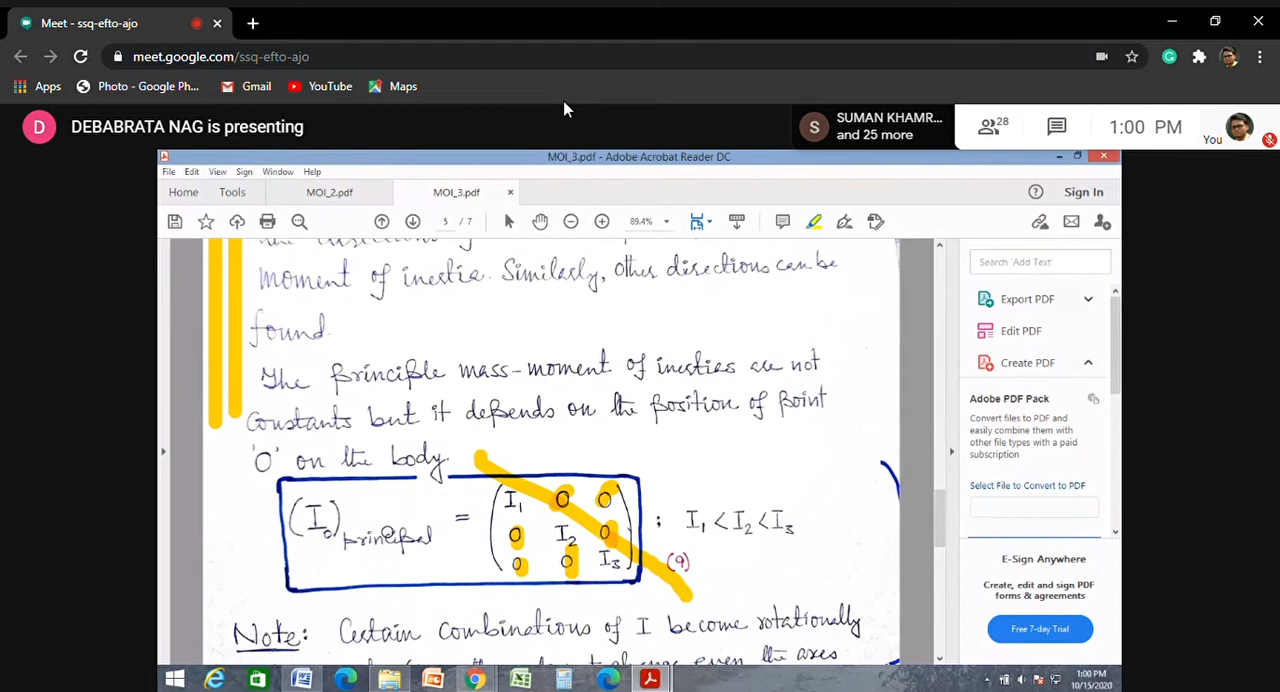 Meet - ssq-efto-ajo
meet.google.com/ssq-efto-ajo
Apps Photo - Google Ph... Gmail YouTube Maps
D DEBABRATA NAG is presenting
S SUMAN KHAMR...
and 25 more
28
1:00 PM
You
MOI_3.pdf - Adobe Acrobat Reader DC
File Edit View Sign Window Help
Home Tools MOI_2.pdf MOI_3.pdf Sign In
5 / 7 89.4%
moment of inertia. Similarly, other directions can be
found.
The principle mass-moment of inertias are not
constants but it depends on the position of point
'O' on the body.
(I₀)principal = (I₁ 0 0
0 I₂ 0
0 0 I₃) ; I₁ < I₂ < I₃
(9)
Note: Certain combinations of I become rotationally
even the axes
Search 'Add Text'
Export PDF
Edit PDF
Create PDF
Adobe PDF Pack
Convert files to PDF and
easily combine them with
other file types with a paid
subscription
Select File to Convert to PDF
E-Sign Anywhere
Create, edit and sign PDF
forms & agreements
Free 7-day Trial
1:00 PM
10/15/2020